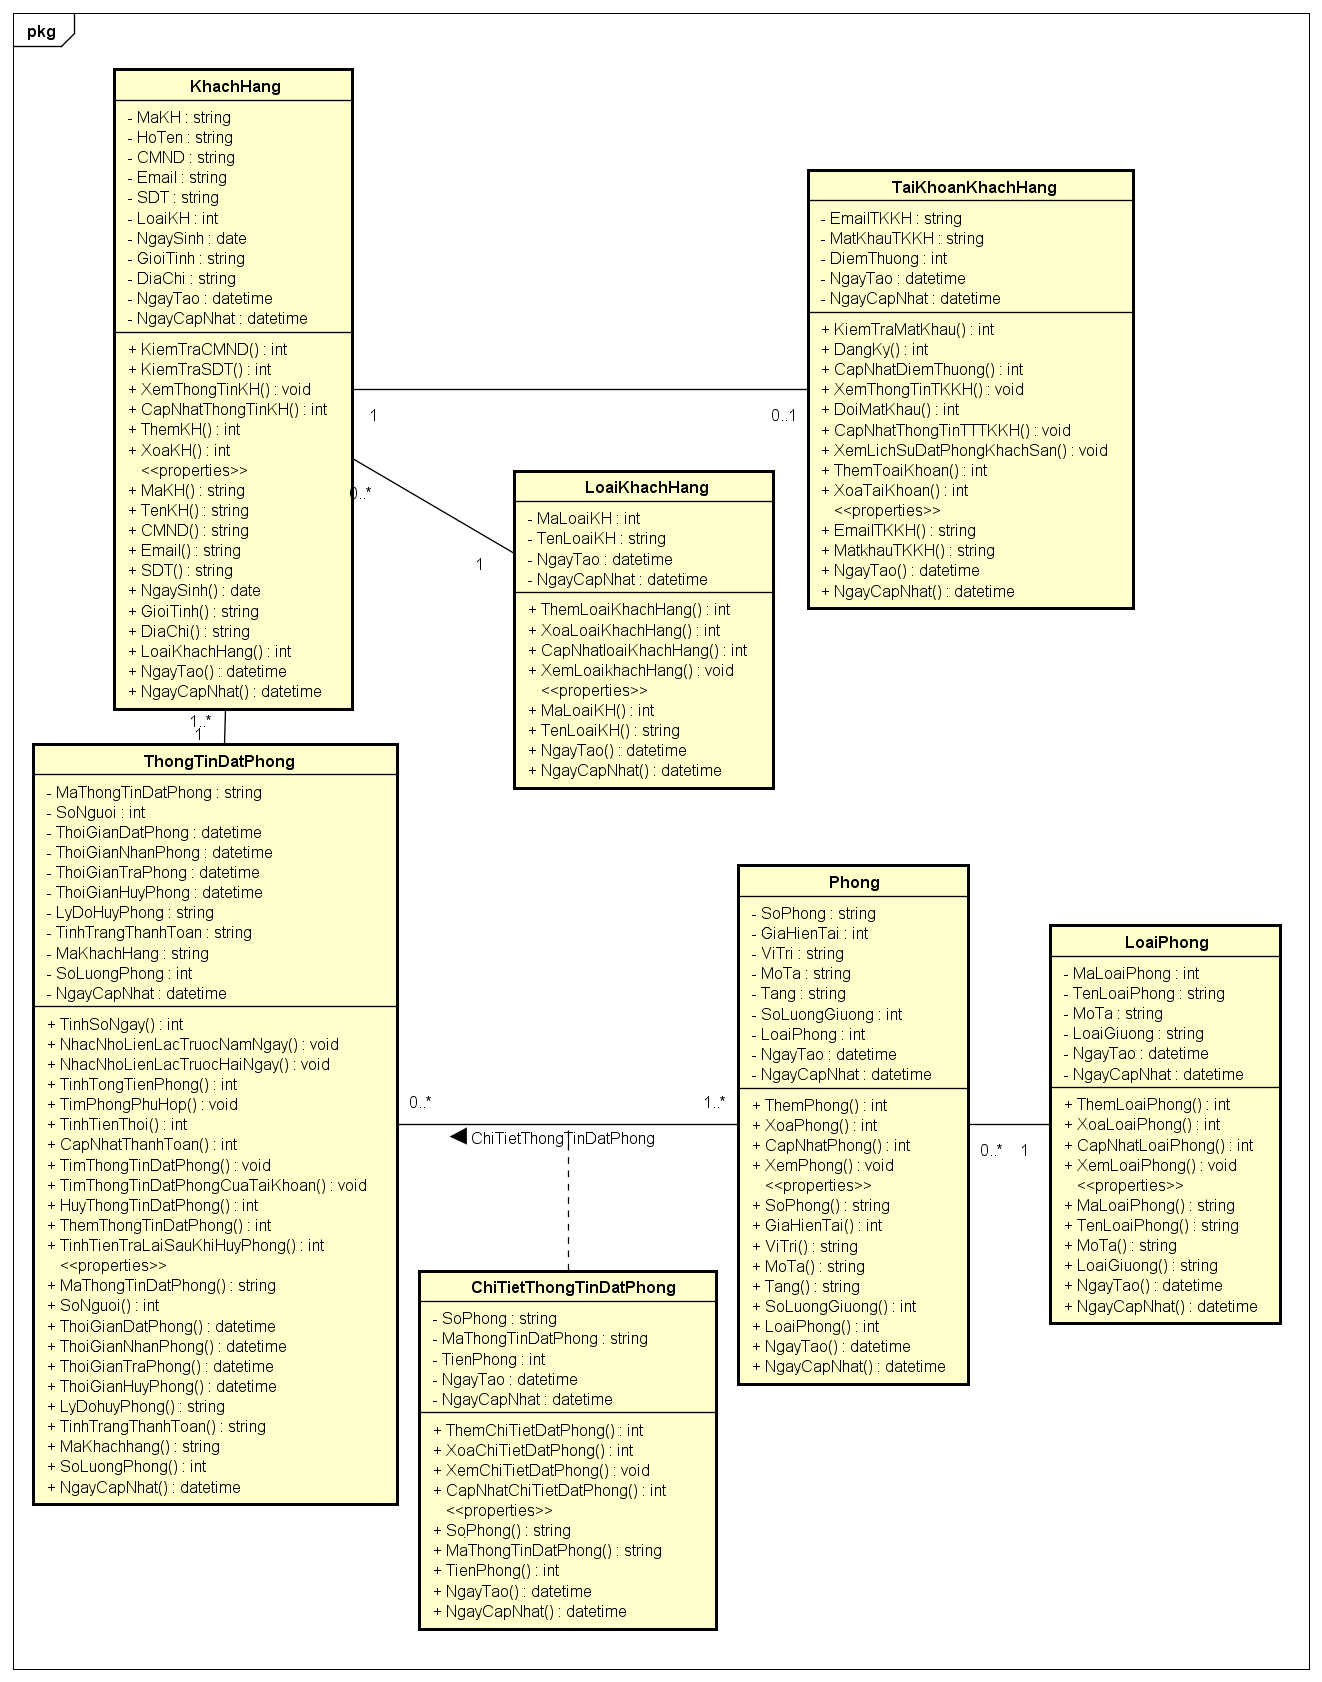 pkg
KhachHang
- MaKH : string
- HoTen : string
- CMND : string
- Email : string
- SDT : string
- LoaiKH : int
- NgaySinh : date
- GioiTinh : string
- DiaChi : string
- NgayTao : datetime
- NgayCapNhat : datetime
+ KiemTraCMND() : int
+ KiemTraSDT() : int
+ XemThongTinKH() : void
+ CapNhatThongTinKH() : int
+ ThemKH() : int
+ XoaKH() : int
<<properties>>
+ MaKH() : string
+ TenKH() : string
+ CMND() : string
+ Email() : string
+ SDT() : string
+ NgaySinh() : date
+ GioiTinh() : string
+ DiaChi() : string
+ LoaiKhachHang() : int
+ NgayTao() : datetime
+ NgayCapNhat() : datetime
1
0..1
TaiKhoanKhachHang
- EmailTKKH : string
- MatKhauTKKH : string
- DiemThuong : int
- NgayTao : datetime
- NgayCapNhat : datetime
+ KiemTraMatKhau() : int
+ DangKy() : int
+ CapNhatDiemThuong() : int
+ XemThongTinTKKH() : void
+ DoiMatKhau() : int
+ CapNhatThongTinTTTKKH() : void
+ XemLichSuDatPhongKhachSan() : void
+ ThemToaiKhoan() : int
+ XoaTaiKhoan() : int
<<properties>>
+ EmailTKKH() : string
+ MatkhauTKKH() : string
+ NgayTao() : datetime
+ NgayCapNhat() : datetime
0..*
1
LoaiKhachHang
- MaLoaiKH : int
- TenLoaiKH : string
- NgayTao : datetime
- NgayCapNhat : datetime
+ ThemLoaiKhachHang() : int
+ XoaLoaiKhachHang() : int
+ CapNhatloaiKhachHang() : int
+ XemLoaikhachHang() : void
<<properties>>
+ MaLoaiKH() : int
+ TenLoaiKH() : string
+ NgayTao() : datetime
+ NgayCapNhat() : datetime
1..*
1
ThongTinDatPhong
- MaThongTinDatPhong : string
- SoNguoi : int
- ThoiGianDatPhong : datetime
- ThoiGianNhanPhong : datetime
- ThoiGianTraPhong : datetime
- ThoiGianHuyPhong : datetime
- LyDoHuyPhong : string
- TinhTrangThanhToan : string
- MaKhachHang : string
- SoLuongPhong : int
- NgayCapNhat : datetime
+ TinhSoNgay() : int
+ NhacNhoLienLacTruocNamNgay() : void
+ NhacNhoLienLacTruocHaiNgay() : void
+ TinhTongTienPhong() : int
+ TimPhongPhuHop() : void
+ TinhTienThoi() : int
+ CapNhatThanhToan() : int
+ TimThongTinDatPhong() : void
+ TimThongTinDatPhongCuaTaiKhoan() : void
+ HuyThongTinDatPhong() : int
+ ThemThongTinDatPhong() : int
+ TinhTienTraLaiSauKhiHuyPhong() : int
<<properties>>
+ MaThongTinDatPhong() : string
+ SoNguoi() : int
+ ThoiGianDatPhong() : datetime
+ ThoiGianNhanPhong() : datetime
+ ThoiGianTraPhong() : datetime
+ ThoiGianHuyPhong() : datetime
+ LyDohuyPhong() : string
+ TinhTrangThanhToan() : string
+ MaKhachhang() : string
+ SoLuongPhong() : int
+ NgayCapNhat() : datetime
0..*
1..*
ChiTietThongTinDatPhong
Phong
- SoPhong : string
- GiaHienTai : int
- ViTri : string
- MoTa : string
- Tang : string
- SoLuongGiuong : int
- LoaiPhong : int
- NgayTao : datetime
- NgayCapNhat : datetime
+ ThemPhong() : int
+ XoaPhong() : int
+ CapNhatPhong() : int
+ XemPhong() : void
<<properties>>
+ SoPhong() : string
+ GiaHienTai() : int
+ ViTri() : string
+ MoTa() : string
+ Tang() : string
+ SoLuongGiuong() : int
+ LoaiPhong() : int
+ NgayTao() : datetime
+ NgayCapNhat() : datetime
0..*
1
LoaiPhong
- MaLoaiPhong : int
- TenLoaiPhong : string
- MoTa : string
- LoaiGiuong : string
- NgayTao : datetime
- NgayCapNhat : datetime
+ ThemLoaiPhong() : int
+ XoaLoaiPhong() : int
+ CapNhatLoaiPhong() : int
+ XemLoaiPhong() : void
<<properties>>
+ MaLoaiPhong() : string
+ TenLoaiPhong() : string
+ MoTa() : string
+ LoaiGiuong() : string
+ NgayTao() : datetime
+ NgayCapNhat() : datetime
ChiTietThongTinDatPhong
- SoPhong : string
- MaThongTinDatPhong : string
- TienPhong : int
- NgayTao : datetime
- NgayCapNhat : datetime
+ ThemChiTietDatPhong() : int
+ XoaChiTietDatPhong() : int
+ XemChiTietDatPhong() : void
+ CapNhatChiTietDatPhong() : int
<<properties>>
+ SoPhong() : string
+ MaThongTinDatPhong() : string
+ TienPhong() : int
+ NgayTao() : datetime
+ NgayCapNhat() : datetime